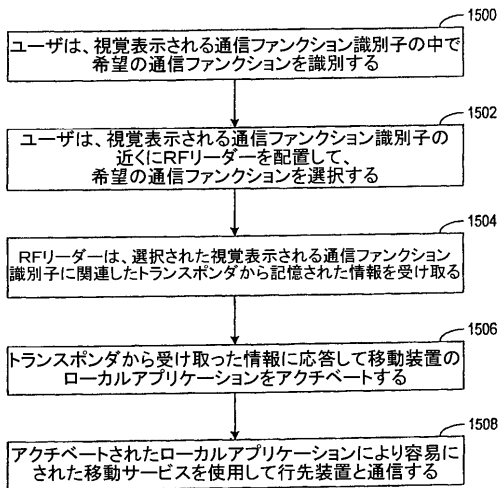 1500
ユーザは、視覚表示される通信ファンクション識別子の中で
希望の通信ファンクションを識別する
1502
ユーザは、視覚表示される通信ファンクション識別子の
近くにRFリーダーを配置して、
希望の通信ファンクションを選択する
1504
RFリーダーは、選択された視覚表示される通信ファンクション
識別子に関連したトランスポンダから記憶された情報を受け取る
1506
トランスポンダから受け取った情報に応答して移動装置の
ローカルアプリケーションをアクチベートする
1508
アクチベートされたローカルアプリケーションにより容易に
された移動サービスを使用して行先装置と通信する